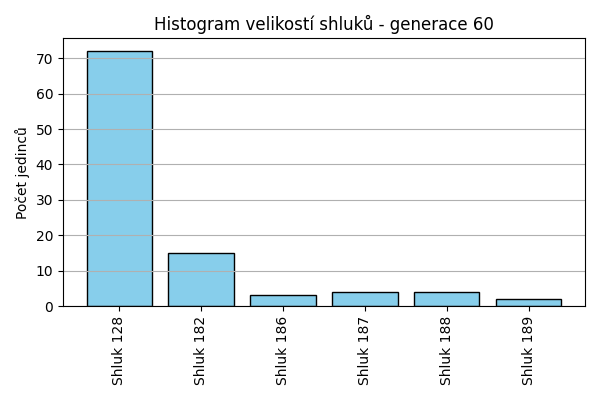 Histogram velikostí shluků - generace 60
Počet jedinců
70
60
50
40
30
20
10
0
Shluk 128
Shluk 182
Shluk 186
Shluk 187
Shluk 188
Shluk 189